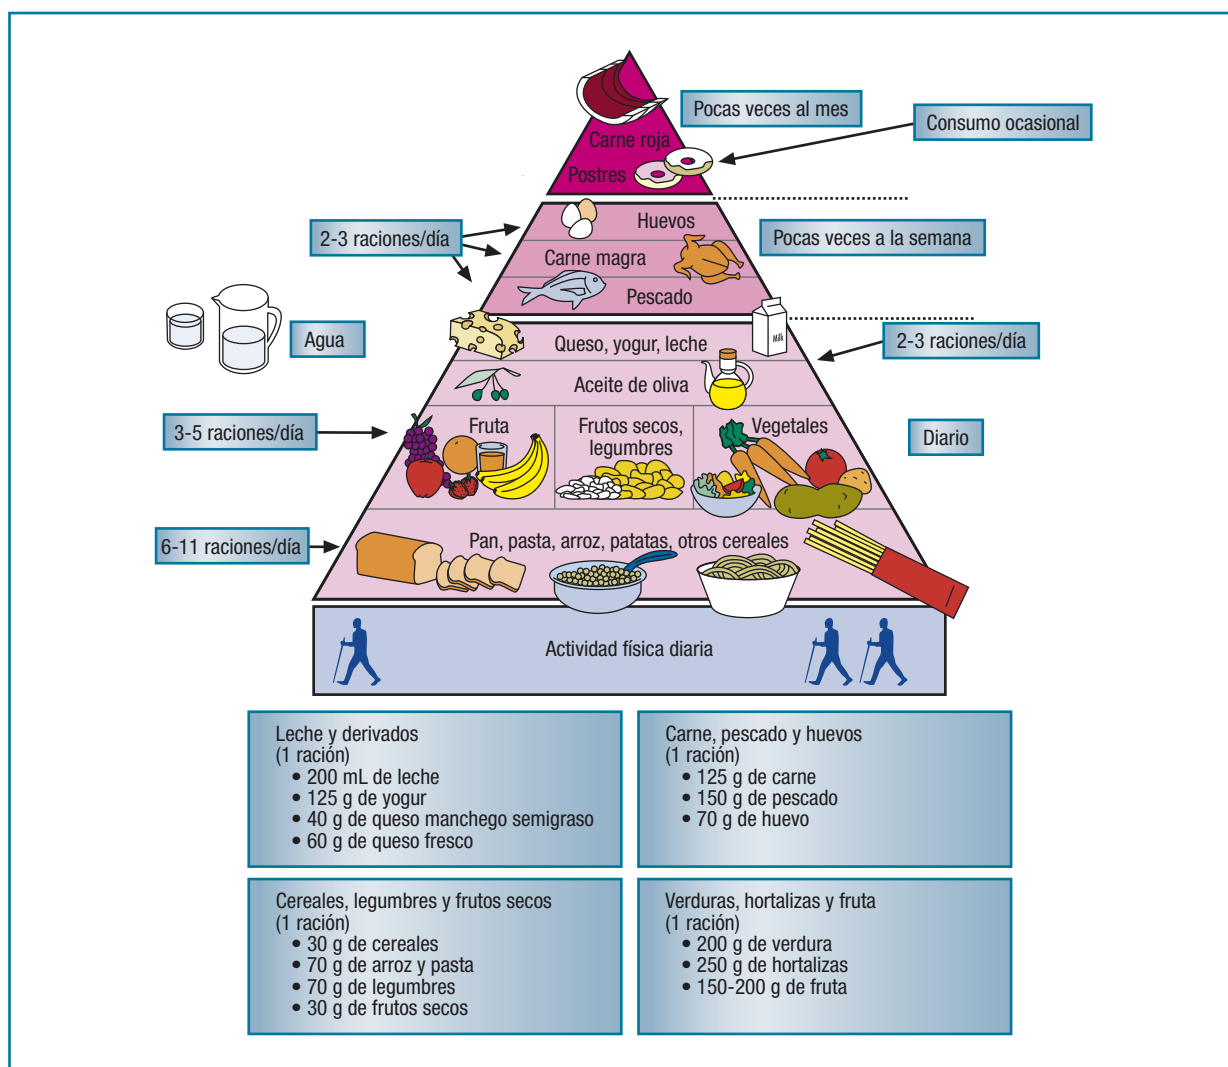 Pocas veces al mes
Consumo ocasional
Carne roja
Postres
2-3 raciones/día
Huevos
Pocas veces a la semana
Carne magra
Pescado
Agua
Queso, yogur, leche
Milk
2-3 raciones/día
Aceite de oliva
3-5 raciones/día
Fruta
Frutos secos,
legumbres
Vegetales
Diario
6-11 raciones/día
Pan, pasta, arroz, patatas, otros cereales
Actividad física diaria
Leche y derivados
(1 ración)
• 200 mL de leche
• 125 g de yogur
• 40 g de queso manchego semigraso
• 60 g de queso fresco
Carne, pescado y huevos
(1 ración)
• 125 g de carne
• 150 g de pescado
• 70 g de huevo
Cereales, legumbres y frutos secos
(1 ración)
• 30 g de cereales
• 70 g de arroz y pasta
• 70 g de legumbres
• 30 g de frutos secos
Verduras, hortalizas y fruta
(1 ración)
• 200 g de verdura
• 250 g de hortalizas
• 150-200 g de fruta